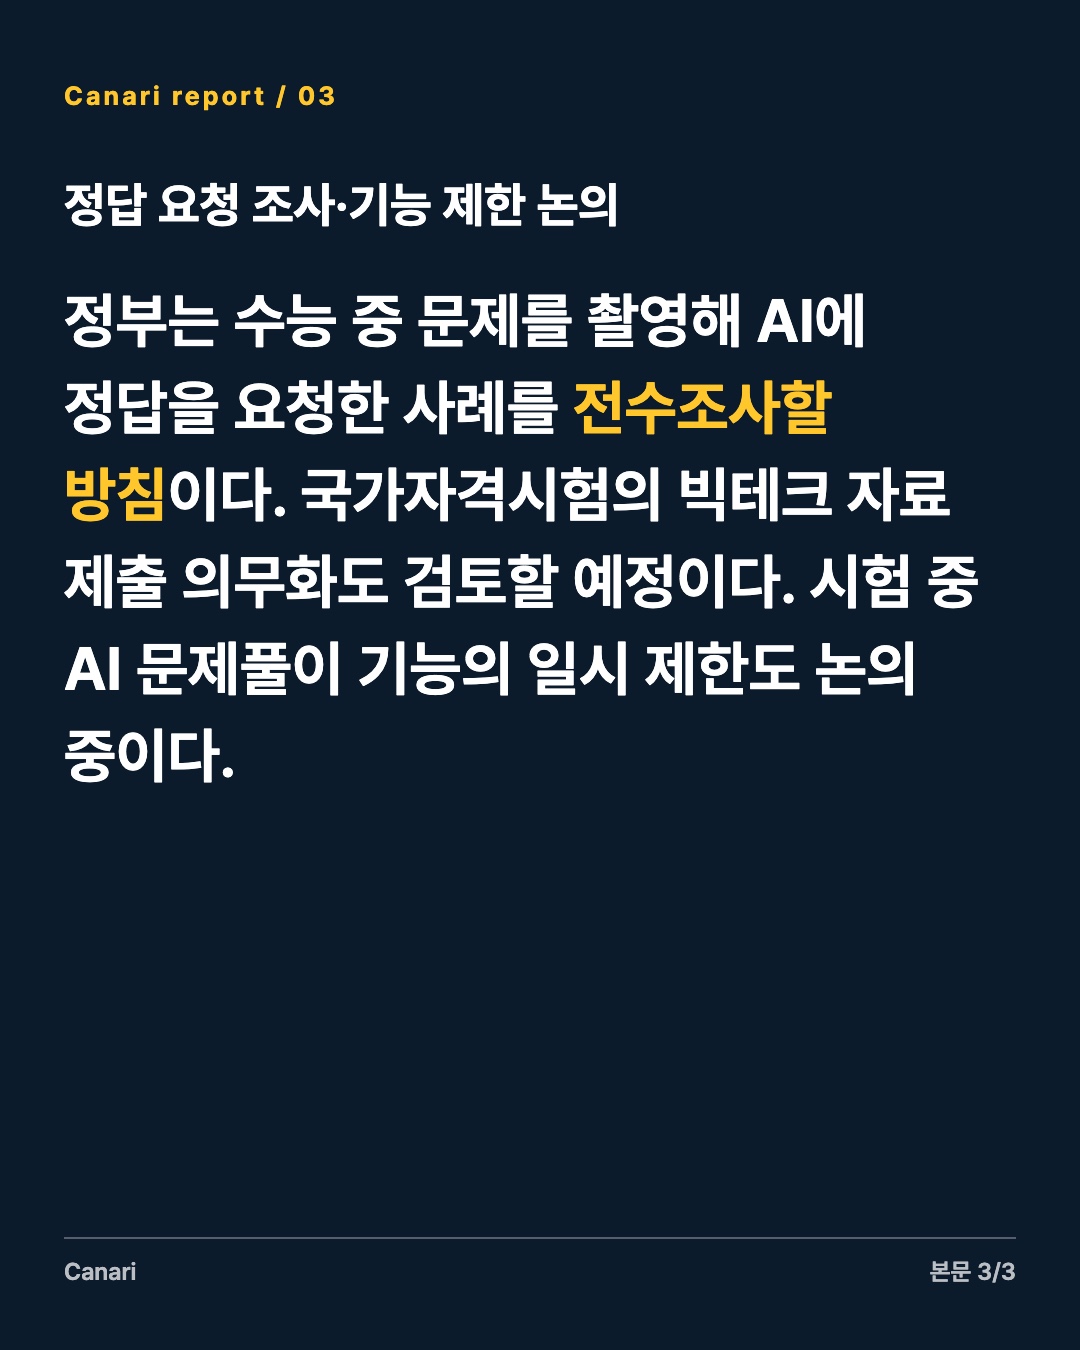 Canari report / 03
정답 요청 조사·기능 제한 논의
정부는 수능 중 문제를 촬영해 AI에
정답을 요청한 사례를 전수조사할
방침이다. 국가자격시험의 빅테크 자료
제출 의무화도 검토할 예정이다. 시험 중
AI 문제풀이 기능의 일시 제한도 논의
중이다.
Canari
본문 3/3